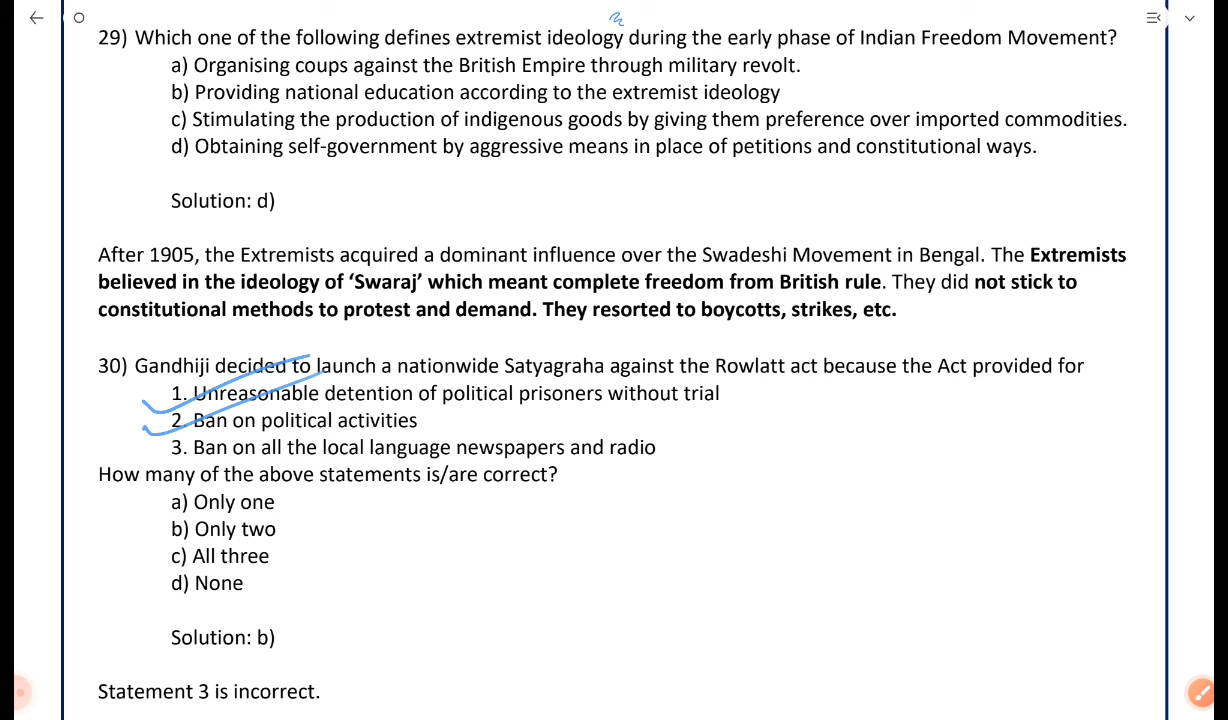 29) Which one of the following defines extremist ideology during the early phase of Indian Freedom Movement?
a) Organising coups against the British Empire through military revolt.
b) Providing national education according to the extremist ideology
c) Stimulating the production of indigenous goods by giving them preference over imported commodities.
d) Obtaining self-government by aggressive means in place of petitions and constitutional ways.
Solution: d)
After 1905, the Extremists acquired a dominant influence over the Swadeshi Movement in Bengal. The Extremists
believed in the ideology of ‘Swaraj’ which meant complete freedom from British rule. They did not stick to
constitutional methods to protest and demand. They resorted to boycotts, strikes, etc.
30) Gandhiji decided to launch a nationwide Satyagraha against the Rowlatt act because the Act provided for
1. Unreasonable detention of political prisoners without trial
2. Ban on political activities
3. Ban on all the local language newspapers and radio
How many of the above statements is/are correct?
a) Only one
b) Only two
c) All three
d) None
Solution: b)
Statement 3 is incorrect.